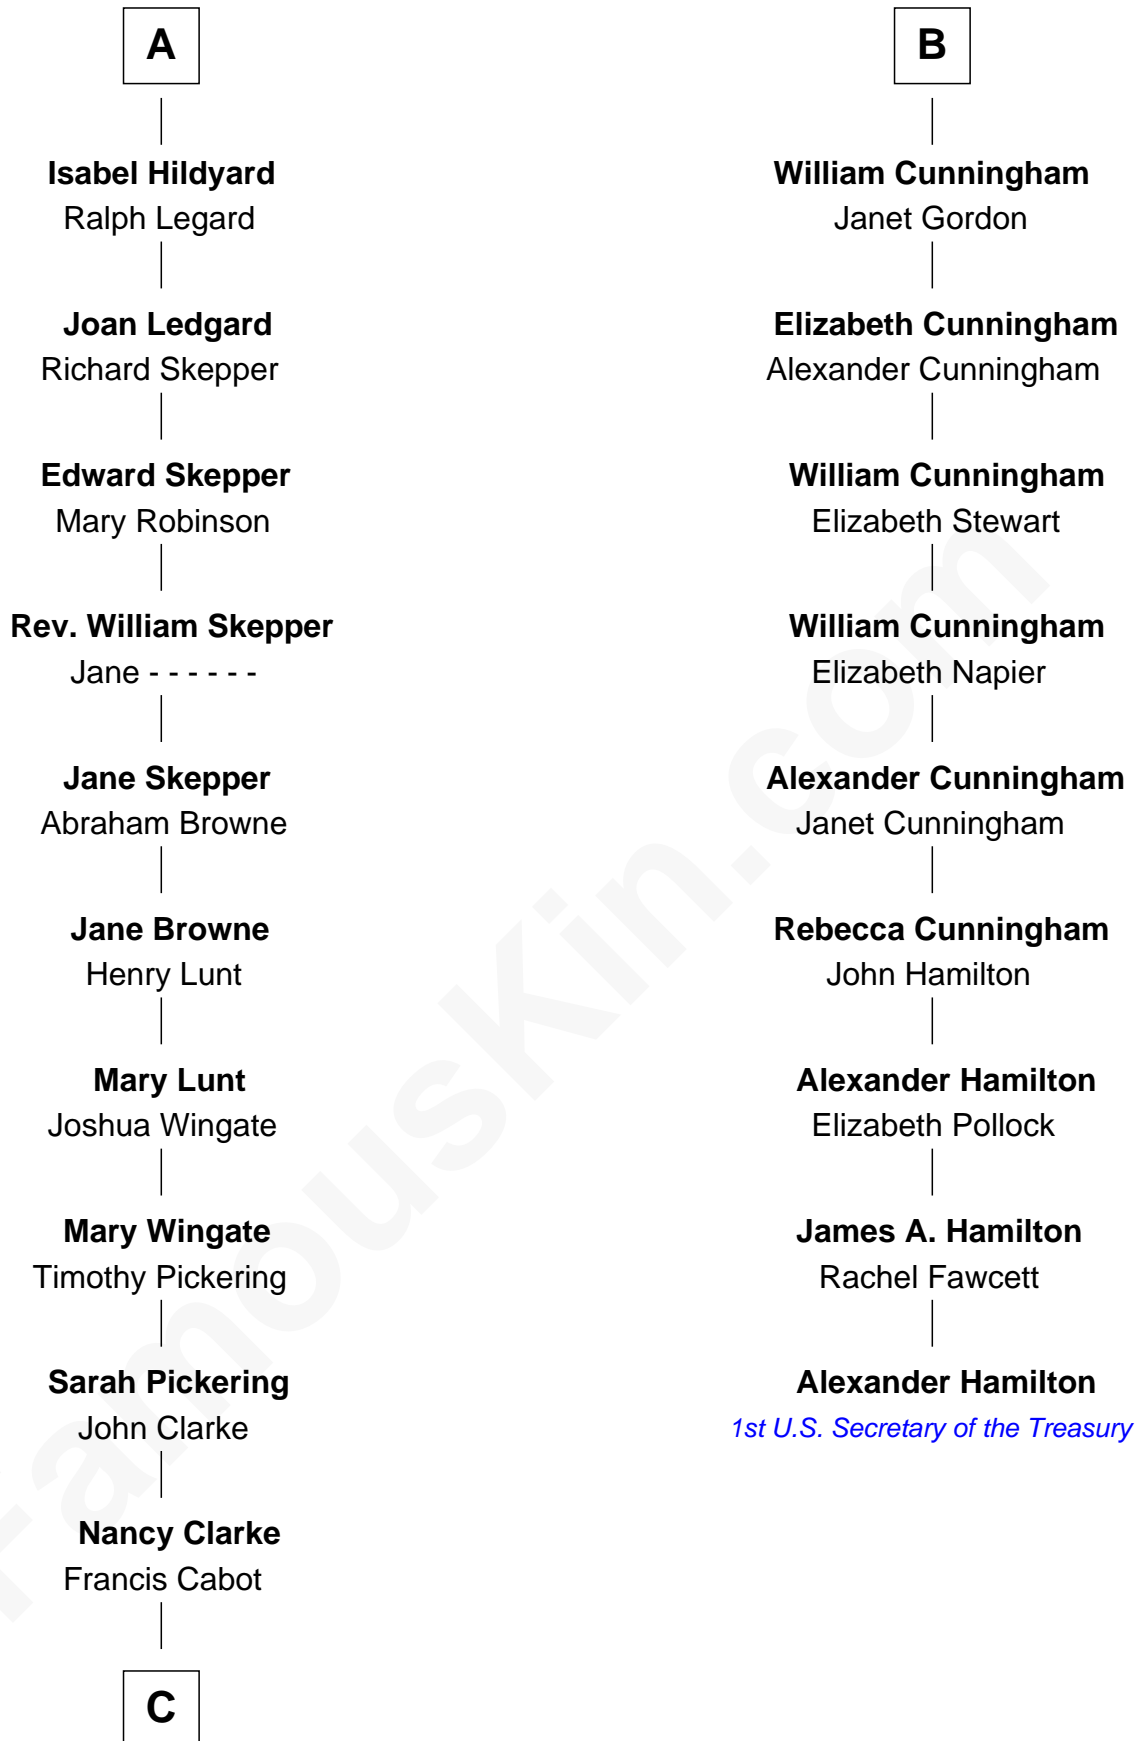 A
Isabel Hildyard
Ralph Legard
Joan Ledgard
Richard Skepper
Edward Skepper
Mary Robinson
Rev. William Skepper
Jane - - - - - -
Jane Skepper
Abraham Browne
Jane Browne
Henry Lunt
Mary Lunt
Joshua Wingate
Mary Wingate
Timothy Pickering
Sarah Pickering
John Clarke
Nancy Clarke
Francis Cabot
C
B
William Cunningham
Janet Gordon
Elizabeth Cunningham
Alexander Cunningham
William Cunningham
Elizabeth Stewart
William Cunningham
Elizabeth Napier
Alexander Cunningham
Janet Cunningham
Rebecca Cunningham
John Hamilton
Alexander Hamilton
Elizabeth Pollock
James A. Hamilton
Rachel Fawcett
Alexander Hamilton
1st U.S. Secretary of the Treasury
FamousKin.com